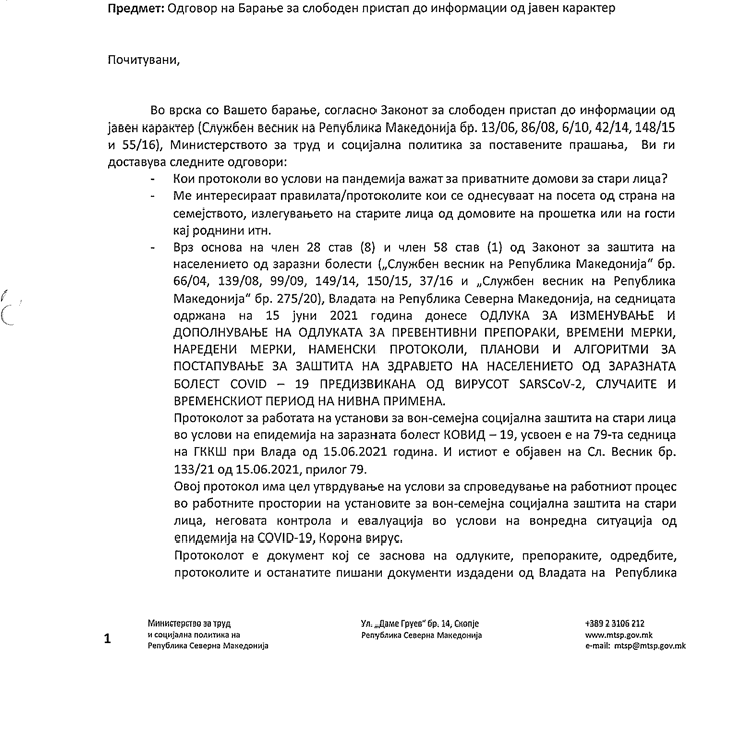 Предмет: Одговор на Барање за слободен пристап до информации од јавен карактер
Почитувани,
Во врска со Вашето барање, согласно Законот за слободен пристап до информации од
јавен карактер (Службен весник на Република Македонија бр. 13/06, 86/08, 6/10, 42/14, 148/15
и 55/16), Министерството за труд и социјална политика за поставените прашања, Ви ги
доставува следните одговори:
- Кои протоколи во услови на пандемија важат за приватните домови за стари лица?
- Ме интересираат правилата/протоколите кои се однесуваат на посета од страна на
семејството, излегувањето на старите лица од домовите на прошетка или на гости
кај роднини итн.
- Врз основа на член 28 став (8) и член 58 став (1) од Законот за заштита на
населението од заразни болести („Службен весник на Република Македонија“ бр.
66/04, 139/08, 99/09, 149/14, 150/15, 37/16 и „Службен весник на Република
Македонија“ бр. 275/20), Владата на Република Северна Македонија, на седницата
одржана на 15 јуни 2021 година донесе ОДЛУКА ЗА ИЗМЕНУВАЊЕ И
ДОПОЛНУВАЊЕ НА ОДЛУКАТА ЗА ПРЕВЕНТИВНИ ПРЕПОРАКИ, ВРЕМЕНИ МЕРКИ,
НАРЕДЕНИ МЕРКИ, НАМЕНСКИ ПРОТОКОЛИ, ПЛАНОВИ И АЛГОРИТМИ ЗА
ПОСТАПУВАЊЕ ЗА ЗАШТИТА НА ЗДРАВЈЕТО НА НАСЕЛЕНИЕТО ОД ЗАРАЗНАТА
БОЛЕСТ COVID – 19 ПРЕДИЗВИКАНА ОД ВИРУСОТ SARSCoV-2, СЛУЧАИТЕ И
ВРЕМЕНСКИОТ ПЕРИОД НА НИВНА ПРИМЕНА.
Протоколот за работата на установи за вон-семејна социјална заштита на стари лица
во услови на епидемија на заразната болест КОВИД – 19, усвоен е на 79-та седница
на ГККШ при Влада од 15.06.2021 година. И истиот е објавен на Сл. Весник бр.
133/21 од 15.06.2021, прилог 79.
Овој протокол има цел утврдување на услови за спроведување на работниот процес
во работните простории на установите за вон-семејна социјална заштита на стари
лица, неговата контрола и евалуација во услови на вонредна ситуација од
епидемија на COVID-19, Корона вирус.
Протоколот е документ кој се заснова на одлуките, препораките, одредбите,
протоколите и останатите пишани документи издадени од Владата на Република
1
Министерство за труд
и социјална политика на
Република Северна Македонија
Ул. „Даме Груев“ бр. 14, Скопје
Република Северна Македонија
+389 2 3106 212
www.mtsp.gov.mk
e-mail: mtsp@mtsp.gov.mk